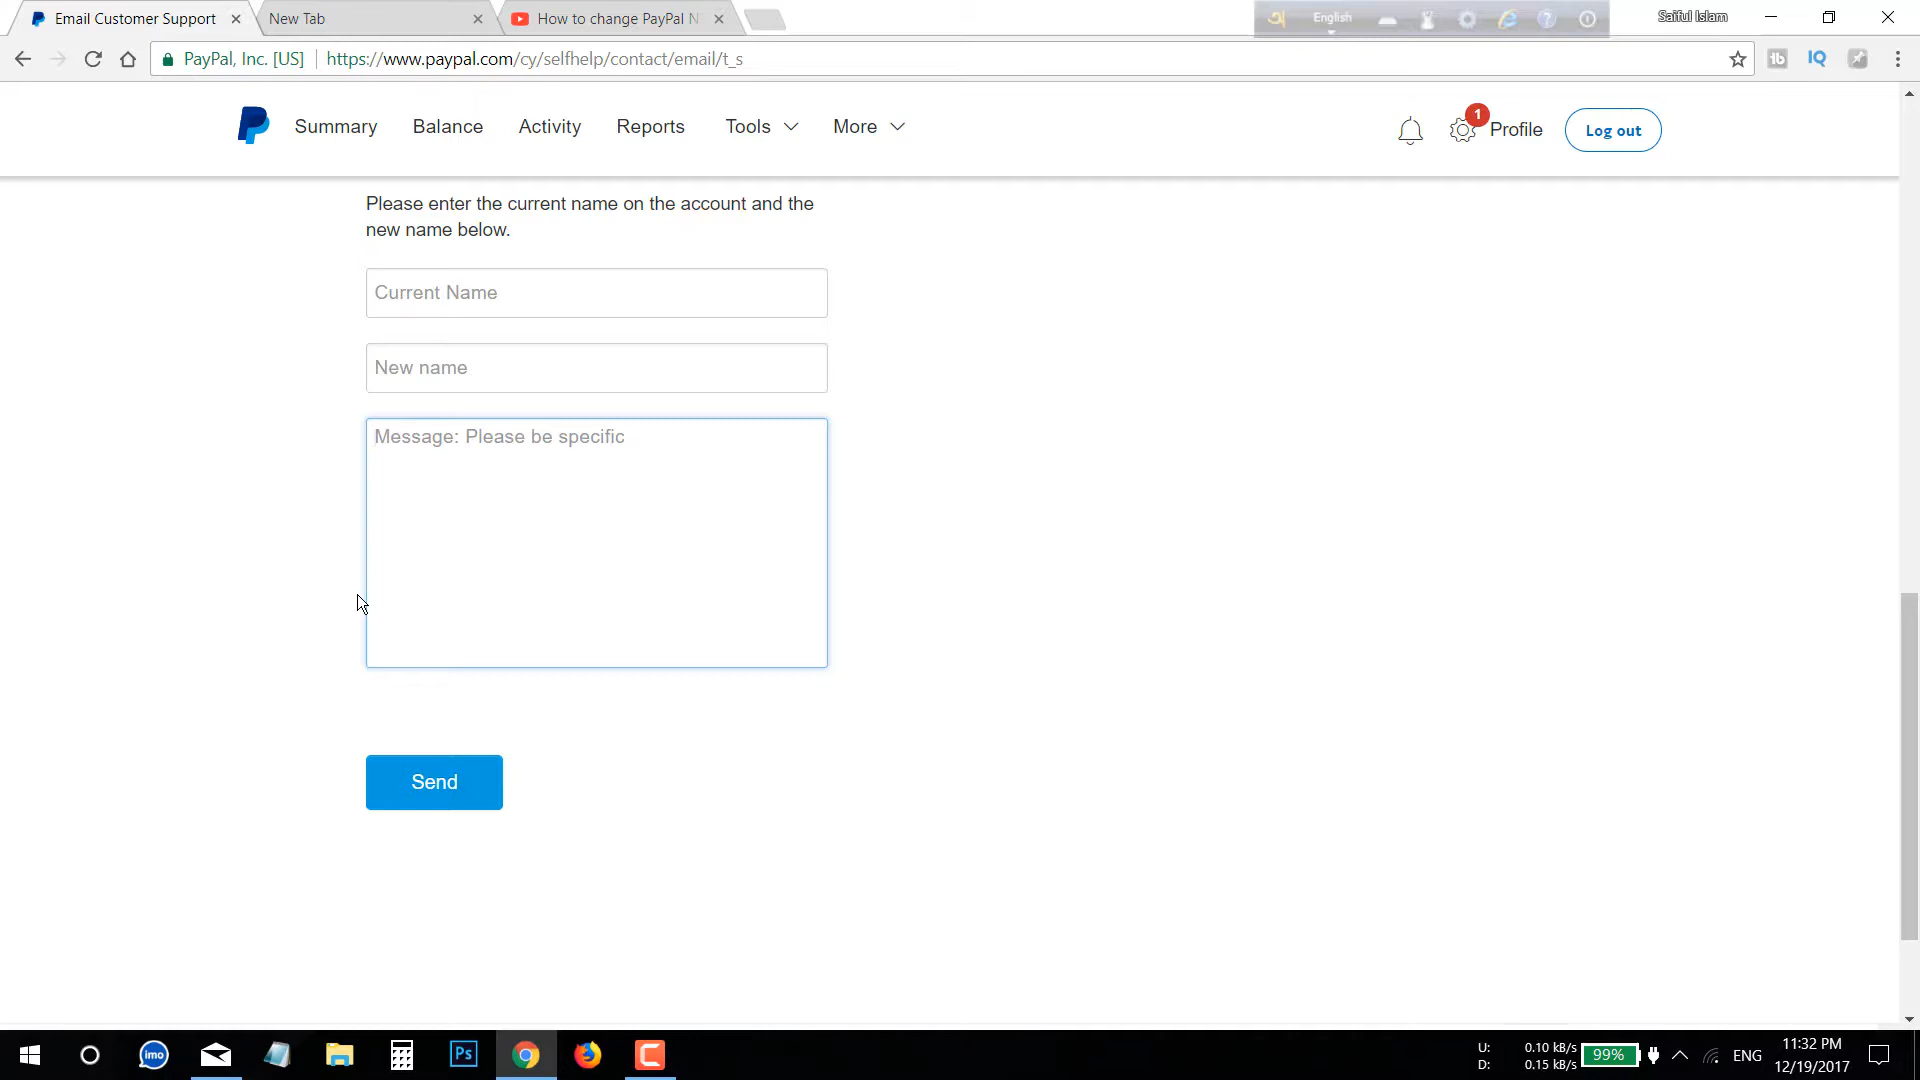 Email Customer Support
New Tab
How to change PayPal N
English
Saiful Islam
PayPal, Inc. [US]
https://www.paypal.com/cy/selfhelp/contact/email/t_s
IQ
Summary
Balance
Activity
Reports
Tools
More
1
Profile
Log out
Please enter the current name on the account and the
new name below.
Current Name
New name
Message: Please be specific
Send
imo
Ps
U: 0.10 kB/s
D: 0.15 kB/s
99%
ENG
11:32 PM
12/19/2017